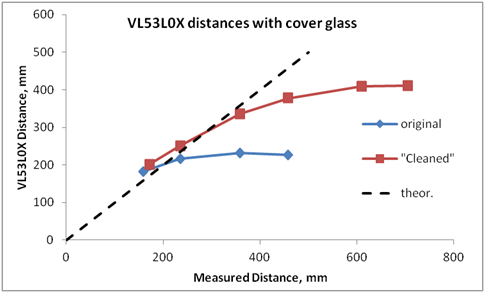 VL53L0X distances with cover glass
600
500
400
300
200
100
0
VL53LOX Distance, mm
0 200 400 600 800
Measured Distance, mm
original
"Cleaned"
theor.